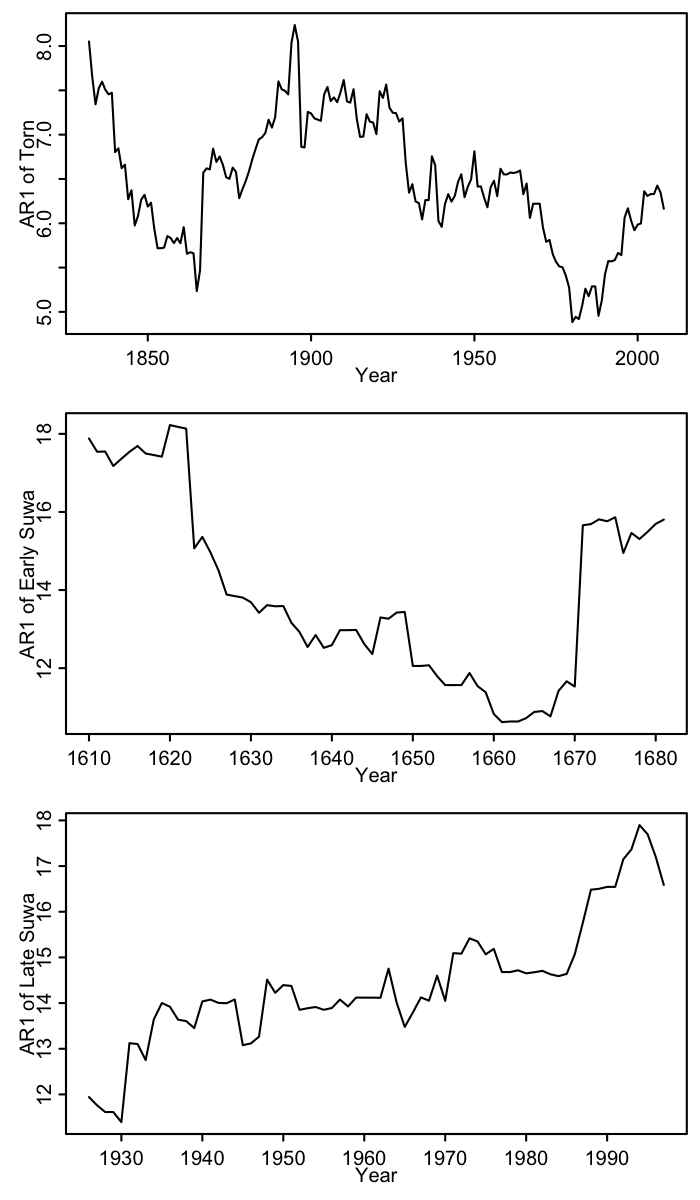 AR1 of Torn
8.0
7.0
6.0
5.0
1850 1900 1950 2000
Year
AR1 of Early Suwa
18
16
14
12
1610 1620 1630 1640 1650 1660 1670 1680
Year
AR1 of Late Suwa
18
17
16
15
14
13
12
1930 1940 1950 1960 1970 1980 1990
Year